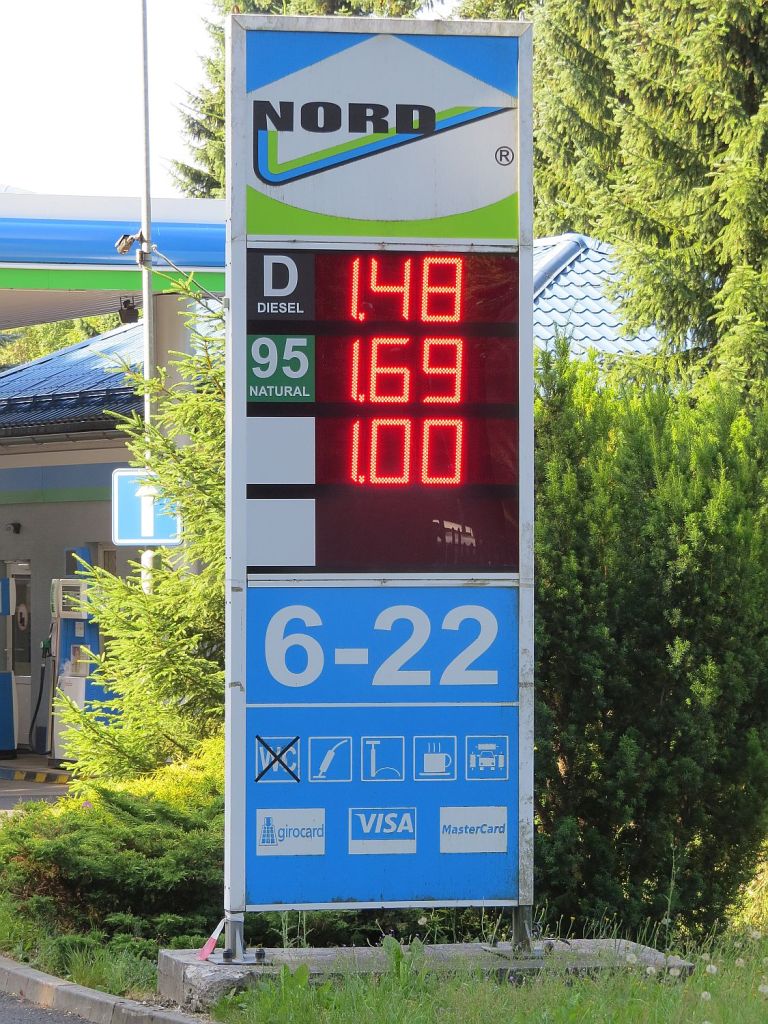 NORD
®
D
DIESEL
1.48
95
NATURAL
1.69
1.00
6-22
WC
girocard
VISA
MasterCard